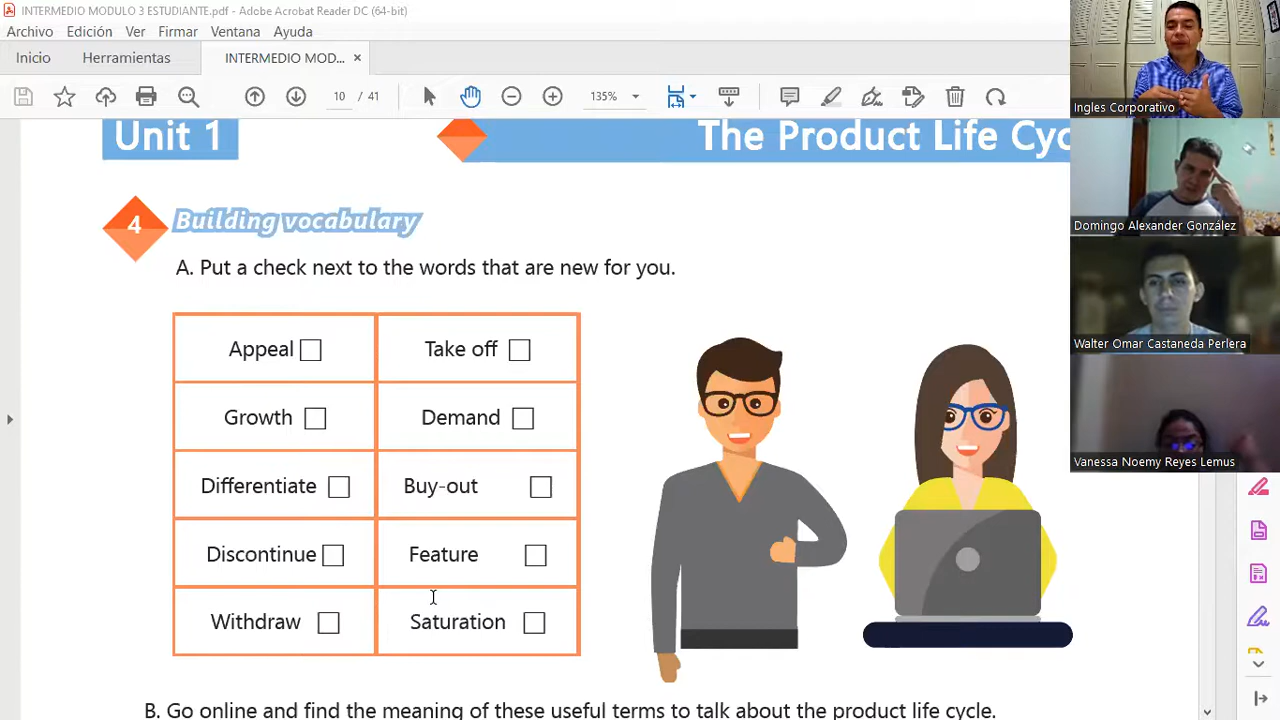 INTERMEDIO MODULO 3 ESTUDIANTE.pdf - Adobe Acrobat Reader DC (64-bit)
Archivo Edición Ver Firmar Ventana Ayuda
Inicio Herramientas INTERMEDIO MOD... ×
10 / 41 135%
Unit 1 The Product Life Cyc
4 Building vocabulary
A. Put a check next to the words that are new for you.
Appeal Take off
Growth Demand
Differentiate Buy-out
Discontinue Feature
Withdraw Saturation
B. Go online and find the meaning of these useful terms to talk about the product life cycle.
Ingles Corporativo
Domingo Alexander González
Walter Omar Castaneda Perlera
Vanessa Noemy Reyes Lemus